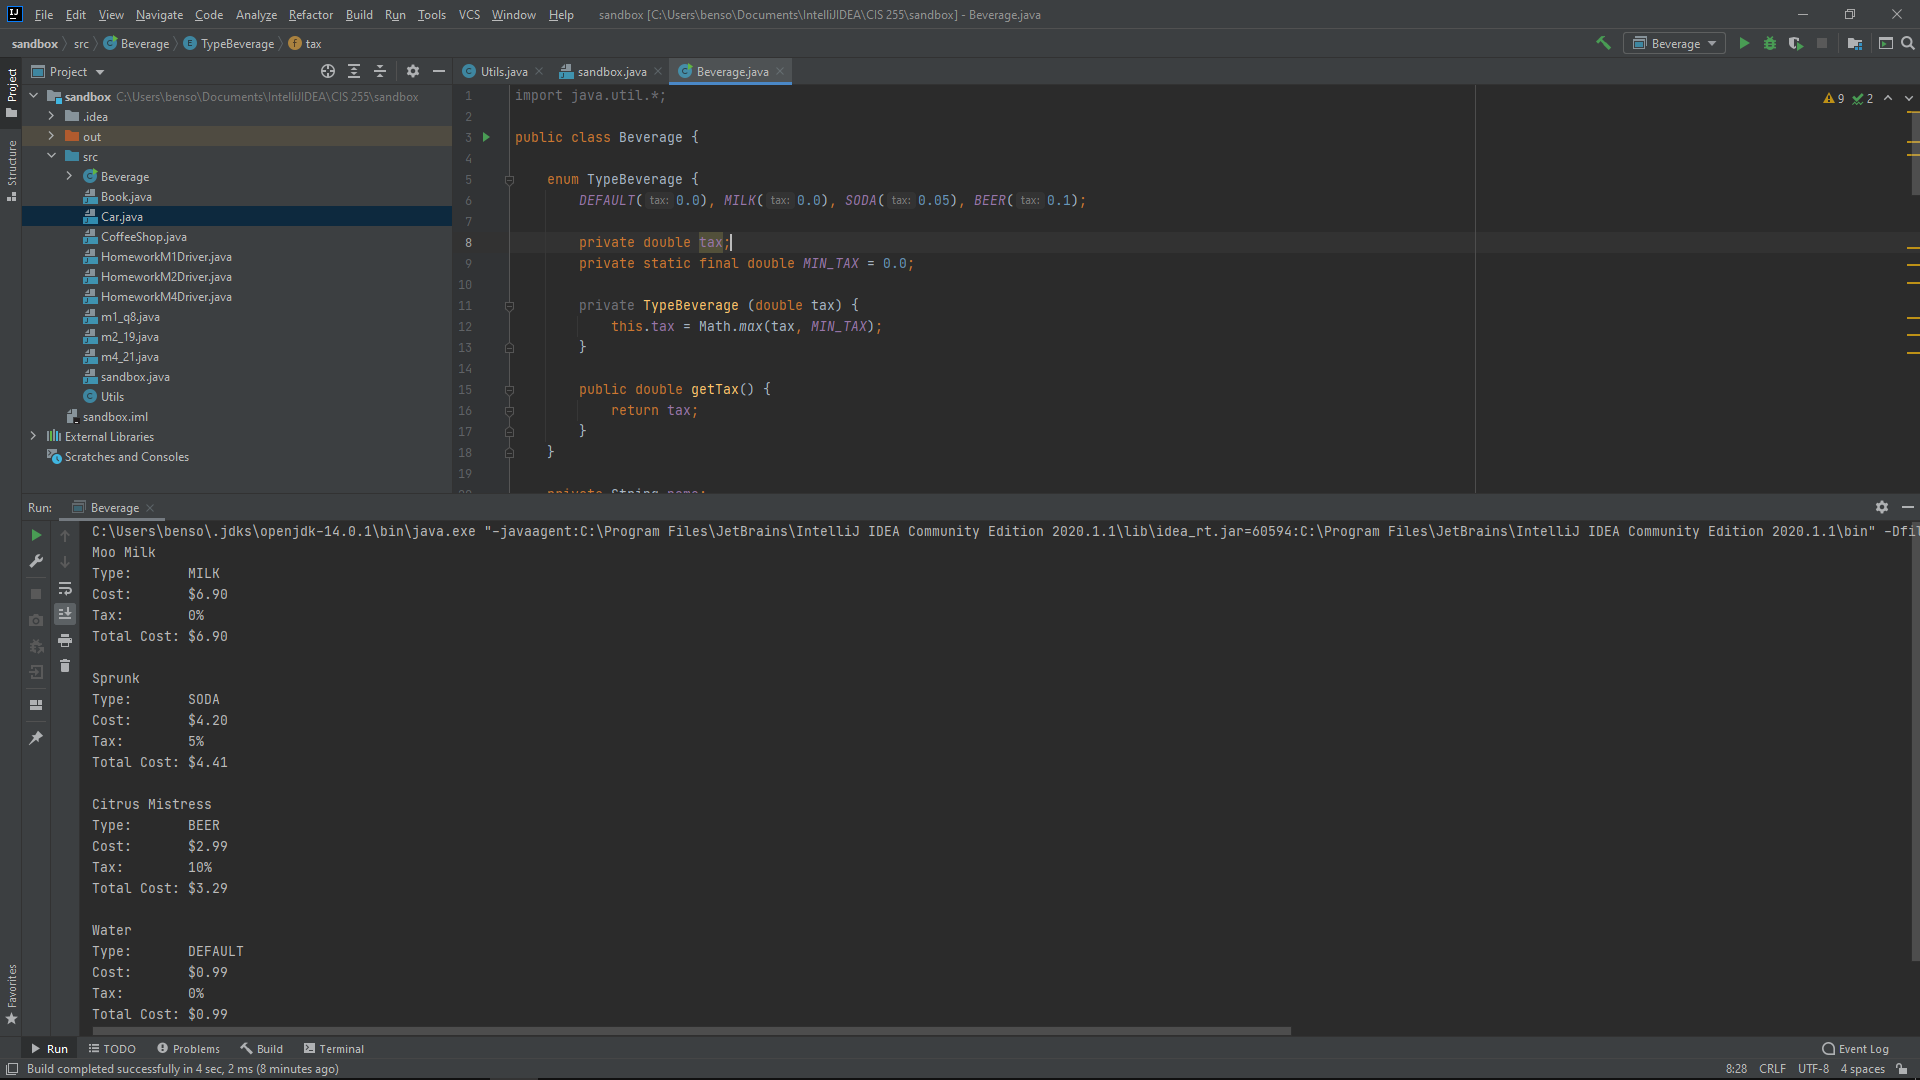 File Edit View Navigate Code Analyze Refactor Build Run Tools VCS Window Help sandbox [C:\Users\benso\Documents\IntelliJIDEA\CIS 255\sandbox] - Beverage.java
sandbox src Beverage TypeBeverage tax
Beverage
Project
Utils.java sandbox.java Beverage.java
Project
Structure
Favorites
sandbox C:\Users\benso\Documents\IntelliJIDEA\CIS 255\sandbox
.idea
out
src
Beverage
Book.java
Car.java
CoffeeShop.java
HomeworkM1Driver.java
HomeworkM2Driver.java
HomeworkM4Driver.java
m1_q8.java
m2_19.java
m4_21.java
sandbox.java
Utils
sandbox.iml
External Libraries
Scratches and Consoles
9 2
1 import java.util.*;
2
3 public class Beverage {
4
5 enum TypeBeverage {
6 DEFAULT( tax: 0.0), MILK( tax: 0.0), SODA( tax: 0.05), BEER( tax: 0.1);
7
8 private double tax;
9 private static final double MIN_TAX = 0.0;
10
11 private TypeBeverage (double tax) {
12 this.tax = Math.max(tax, MIN_TAX);
13 }
14
15 public double getTax() {
16 return tax;
17 }
18 }
19
20 private String name;
Run: Beverage
C:\Users\benso\.jdks\openjdk-14.0.1\bin\java.exe "-javaagent:C:\Program Files\JetBrains\IntelliJ IDEA Community Edition 2020.1.1\lib\idea_rt.jar=60594:C:\Program Files\JetBrains\IntelliJ IDEA Community Edition 2020.1.1\bin" -Dfil
Moo Milk
Type: MILK
Cost: $6.90
Tax: 0%
Total Cost: $6.90
Sprunk
Type: SODA
Cost: $4.20
Tax: 5%
Total Cost: $4.41
Citrus Mistress
Type: BEER
Cost: $2.99
Tax: 10%
Total Cost: $3.29
Water
Type: DEFAULT
Cost: $0.99
Tax: 0%
Total Cost: $0.99
Run TODO Problems Build Terminal Event Log
Build completed successfully in 4 sec, 2 ms (8 minutes ago) 8:28 CRLF UTF-8 4 spaces